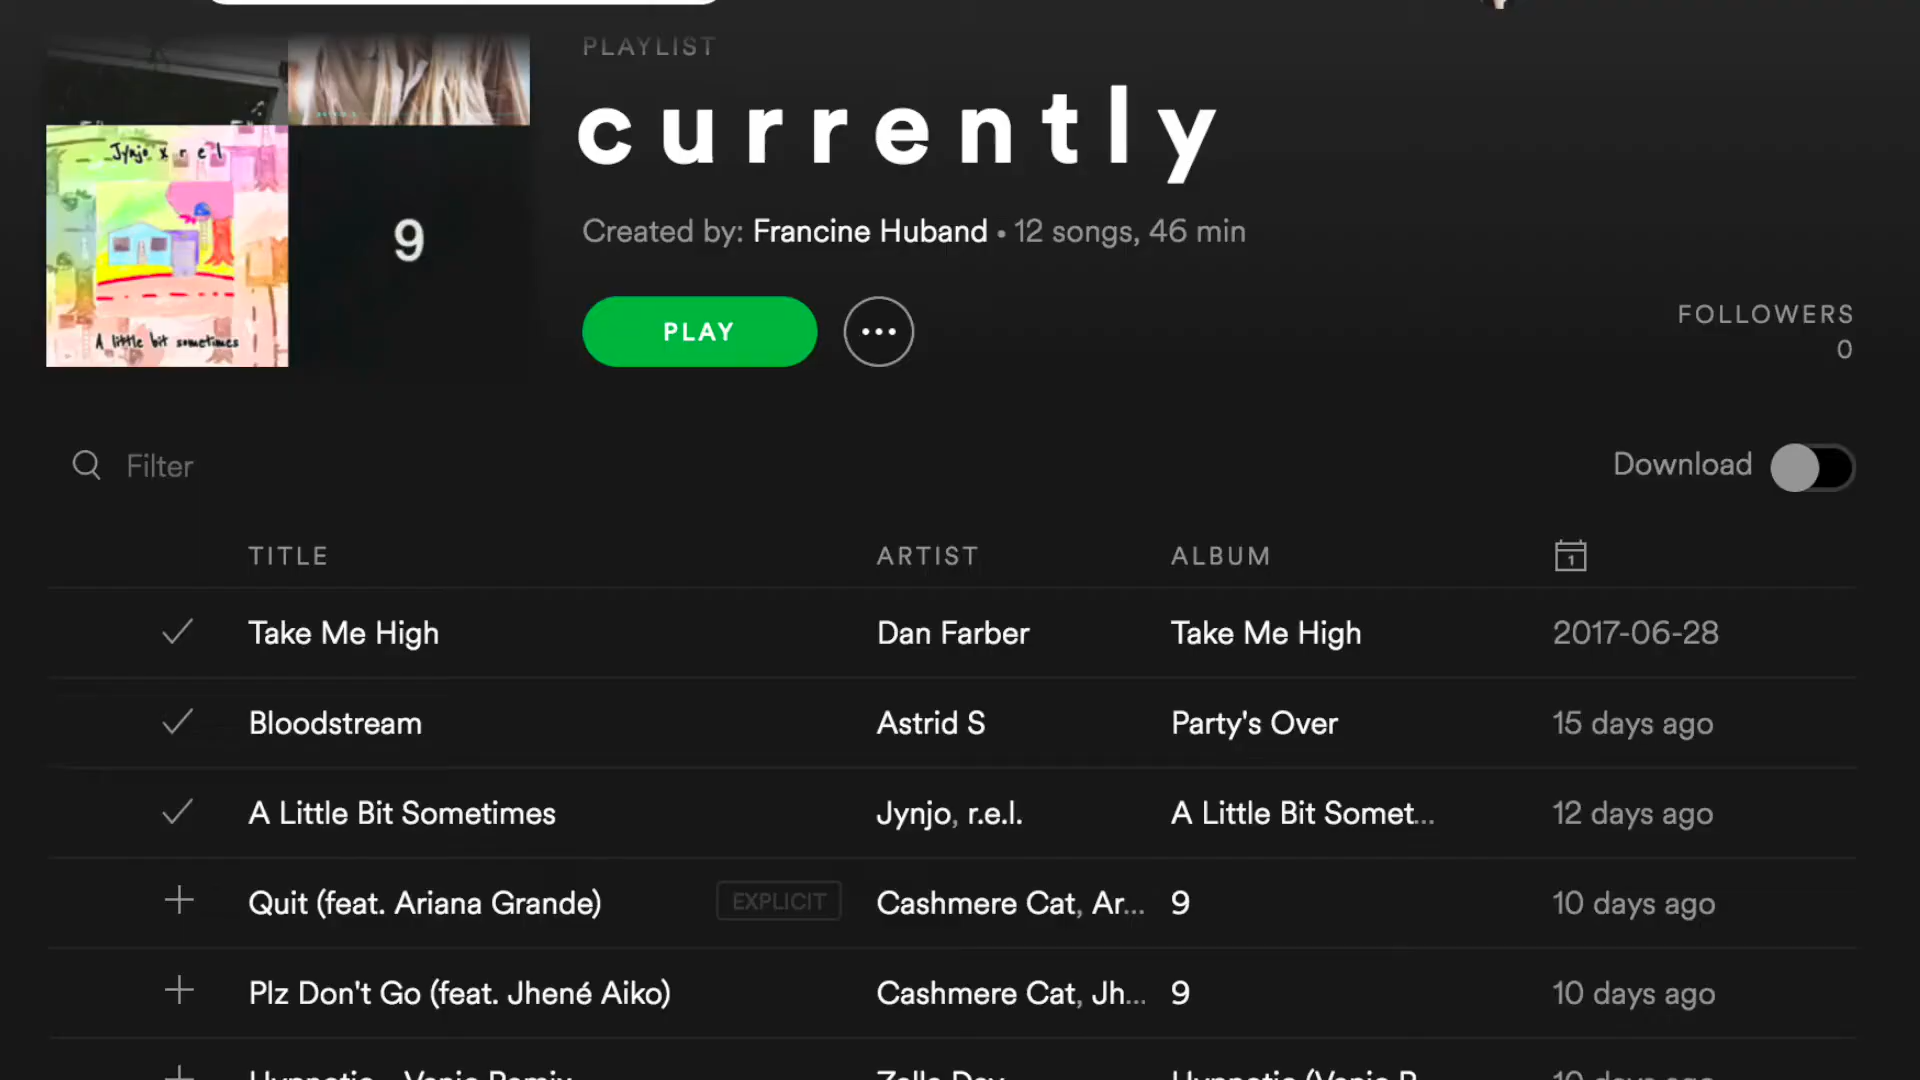 PLAYLIST
currently
Created by: Francine Huband • 12 songs, 46 min
Jynjo x r e l
9
A little bit sometimes
PLAY
FOLLOWERS
0
Filter
Download
TITLE ARTIST ALBUM 1
Take Me High Dan Farber Take Me High 2017-06-28
Bloodstream Astrid S Party's Over 15 days ago
A Little Bit Sometimes Jynjo, r.e.l. A Little Bit Somet... 12 days ago
Quit (feat. Ariana Grande) EXPLICIT Cashmere Cat, Ar... 9 10 days ago
Plz Don't Go (feat. Jhené Aiko) Cashmere Cat, Jh... 9 10 days ago